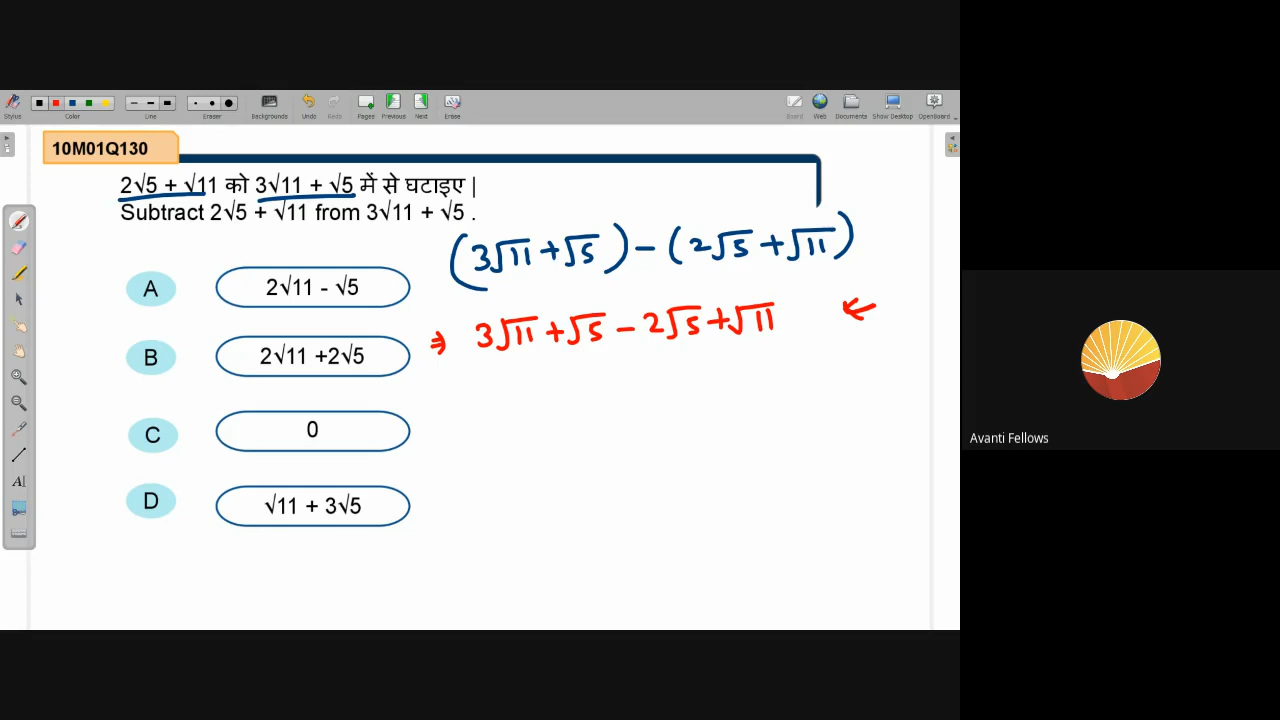 Stylus
Color
Line
Eraser
Backgrounds
Undo
Redo
Pages
Previous
Next
Erase
Board
Web
Documents
Show Desktop
OpenBoard
10M01Q130
2√5 + √11 को 3√11 + √5 में से घटाइए |
Subtract 2√5 + √11 from 3√11 + √5 .
(3√11 + √5) − (2√5 + √11)
A 2√11 - √5
⇒ 3√11 + √5 − 2√5 + √11 ←
B 2√11 +2√5
C 0
D √11 + 3√5
Avanti Fellows